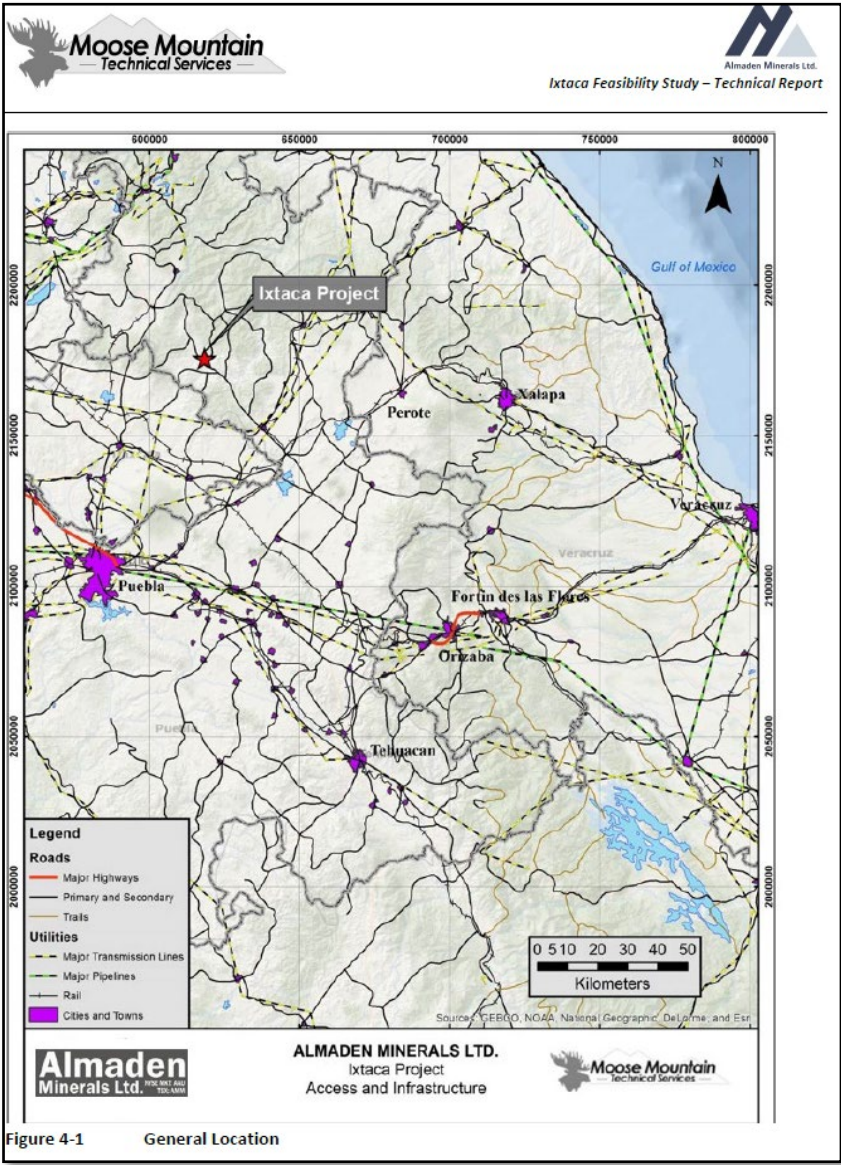 Moose Mountain
Technical Services
Almaden Minerals Ltd.
Ixtaca Feasibility Study – Technical Report
600000 650000 700000 750000 800000
N
Gulf of Mexico
2200000 2200000
Ixtaca Project
Xalapa
Perote
2150000 2150000
Veracruz
Veracruz
2100000 2100000
Puebla
Fortin des las Flores
Orizaba
Puebla
2050000 2050000
Tehuacan
2000000 2000000
Legend
Roads
Major Highways
Primary and Secondary
Trails
Utilities
Major Transmission Lines
Major Pipelines
Rail
Cities and Towns
0 5 10 20 30 40 50
Kilometers
Sources: GEBCO, NOAA, National Geographic, DeLorme, and Esri
Almaden
Minerals Ltd.
ALMADEN MINERALS LTD.
Ixtaca Project
Access and Infrastructure
Moose Mountain
Technical Services
Figure 4-1 General Location